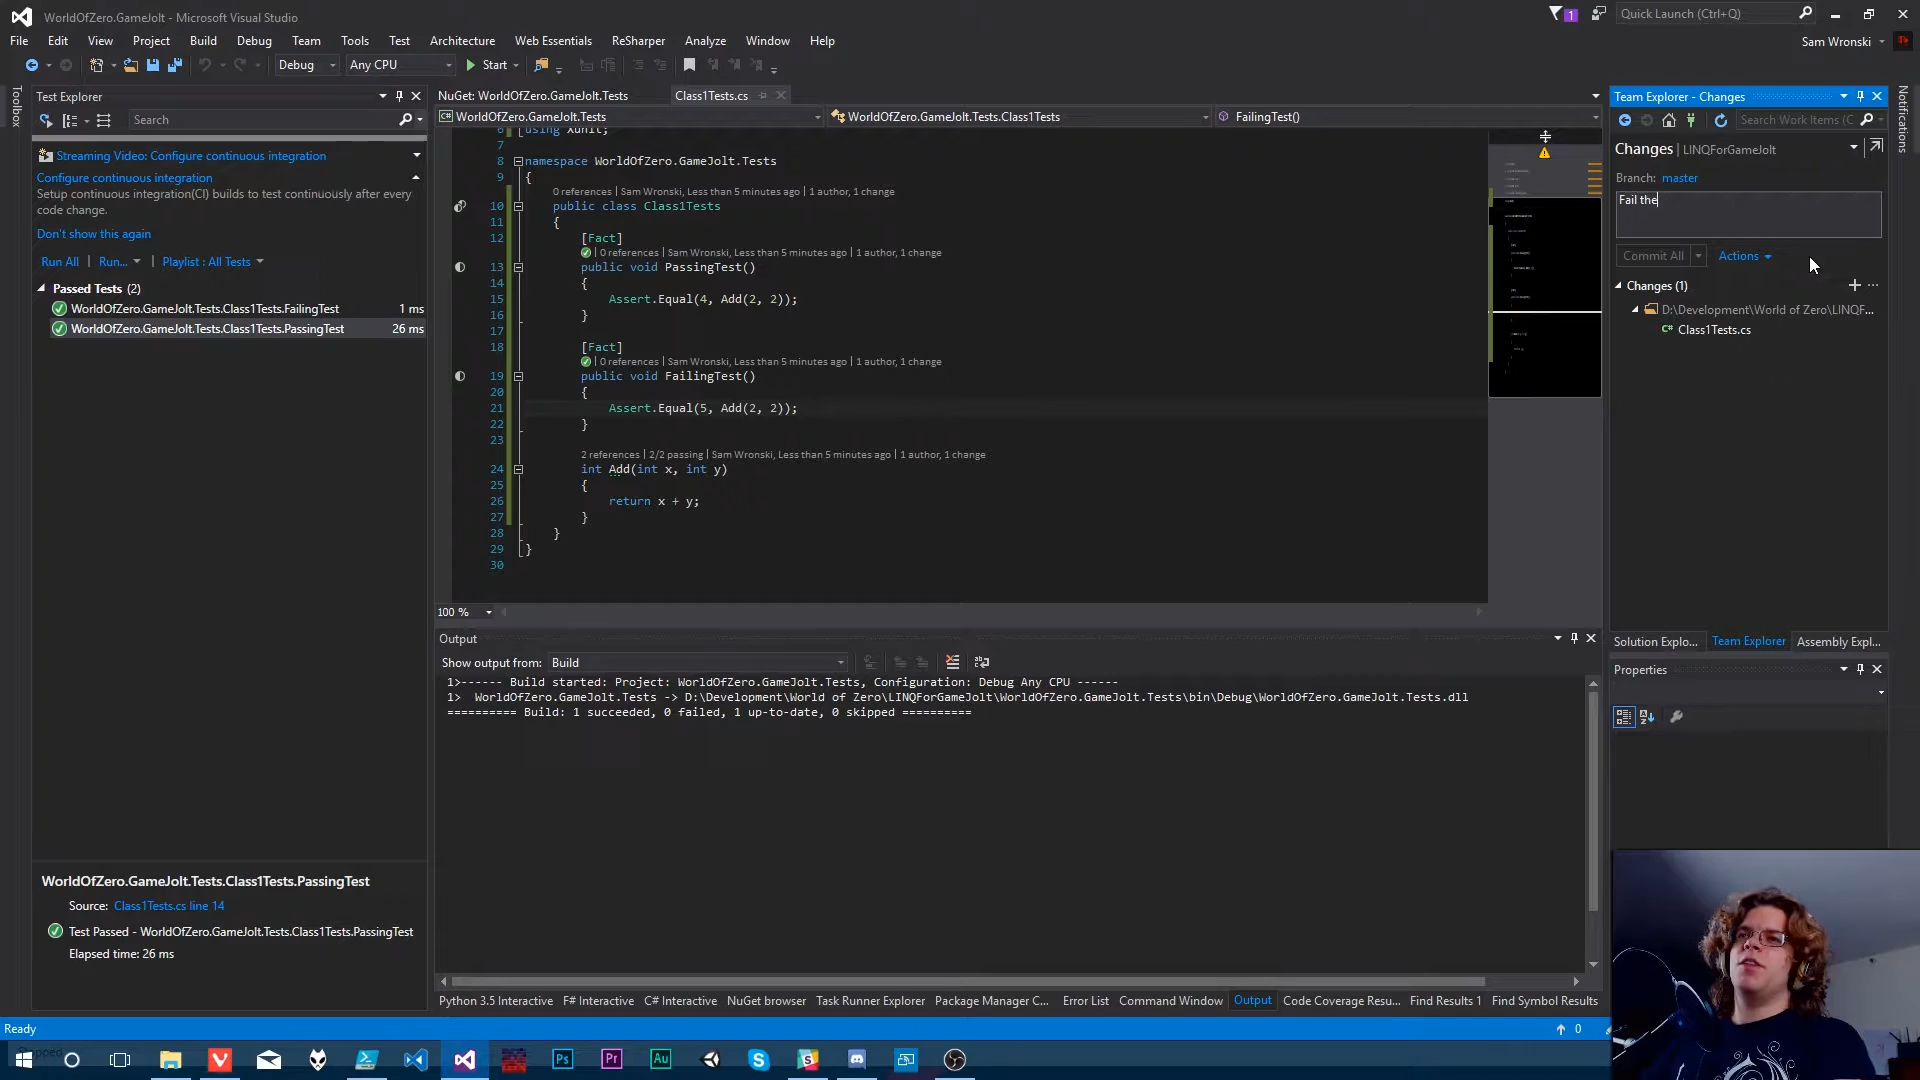 WorldOfZero.GameJolt - Microsoft Visual Studio
1
Quick Launch (Ctrl+Q)
File Edit View Project Build Debug Team Tools Test Architecture Web Essentials ReSharper Analyze Window Help
Sam Wronski
Debug Any CPU Start
Toolbox
Test Explorer
Search
Streaming Video: Configure continuous integration
Configure continuous integration
Setup continuous integration(CI) builds to test continuously after every
code change.
Don't show this again
Run All | Run... | Playlist : All Tests
Passed Tests (2)
WorldOfZero.GameJolt.Tests.Class1Tests.FailingTest 1 ms
WorldOfZero.GameJolt.Tests.Class1Tests.PassingTest 26 ms
WorldOfZero.GameJolt.Tests.Class1Tests.PassingTest
Source: Class1Tests.cs line 14
Test Passed - WorldOfZero.GameJolt.Tests.Class1Tests.PassingTest
Elapsed time: 26 ms
NuGet: WorldOfZero.GameJolt.Tests Class1Tests.cs
WorldOfZero.GameJolt.Tests WorldOfZero.GameJolt.Tests.Class1Tests FailingTest()
6 using Xunit;
7
8 namespace WorldOfZero.GameJolt.Tests
9 {
0 references | Sam Wronski, Less than 5 minutes ago | 1 author, 1 change
10 public class Class1Tests
11 {
12 [Fact]
0 references | Sam Wronski, Less than 5 minutes ago | 1 author, 1 change
13 public void PassingTest()
14 {
15 Assert.Equal(4, Add(2, 2));
16 }
17
18 [Fact]
0 references | Sam Wronski, Less than 5 minutes ago | 1 author, 1 change
19 public void FailingTest()
20 {
21 Assert.Equal(5, Add(2, 2));
22 }
23
2 references | 2/2 passing | Sam Wronski, Less than 5 minutes ago | 1 author, 1 change
24 int Add(int x, int y)
25 {
26 return x + y;
27 }
28 }
29 }
30
100 %
Output
Show output from: Build
1>------ Build started: Project: WorldOfZero.GameJolt.Tests, Configuration: Debug Any CPU ------
1> WorldOfZero.GameJolt.Tests -> D:\Development\World of Zero\LINQForGameJolt\WorldOfZero.GameJolt.Tests\bin\Debug\WorldOfZero.GameJolt.Tests.dll
========== Build: 1 succeeded, 0 failed, 1 up-to-date, 0 skipped ==========
Python 3.5 Interactive F# Interactive C# Interactive NuGet browser Task Runner Explorer Package Manager C... Error List Command Window Output Code Coverage Resu... Find Results 1 Find Symbol Results
Team Explorer - Changes
Search Work Items (C
Changes | LINQForGameJolt
Branch: master
Fail the
Commit All Actions
Changes (1)
D:\Development\World of Zero\LINQF...
C# Class1Tests.cs
Solution Explo... Team Explorer Assembly Expl...
Properties
Notifications
Ready
0
Ps Pr Au